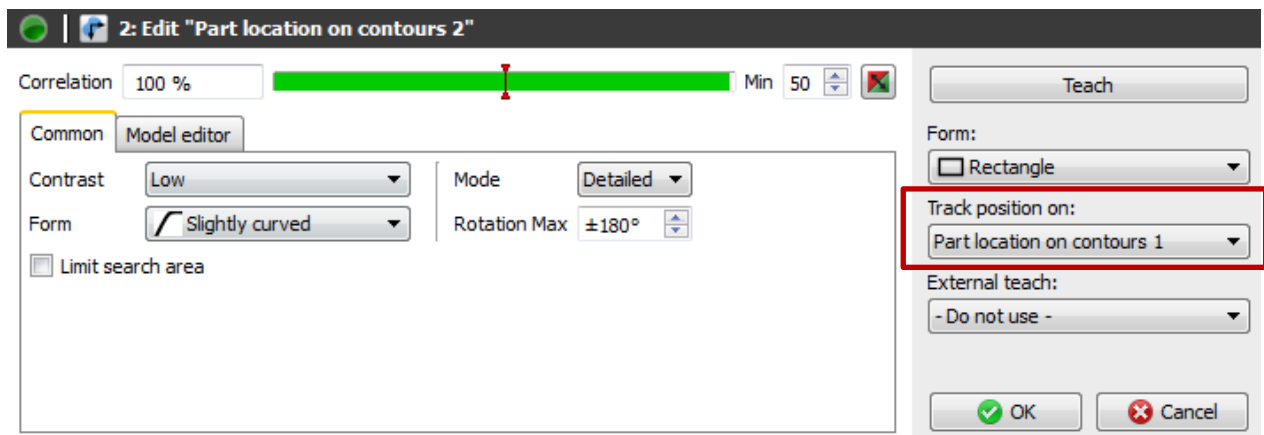 2: Edit "Part location on contours 2"
Correlation 100 % Min 50
Teach
Common Model editor
Form:
Rectangle
Contrast Low Mode Detailed
Track position on:
Form Slightly curved Rotation Max ±180°
Part location on contours 1
Limit search area
External teach:
- Do not use -
OK Cancel